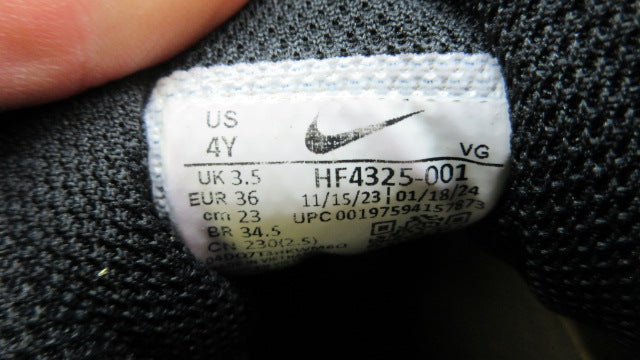 US
4Y
VG
UK 3.5
HF4325-001
EUR 36
11/15/23 | 01/18/24
cm 23
UPC 00197594157873
BR 34.5
CN 230(2.5)